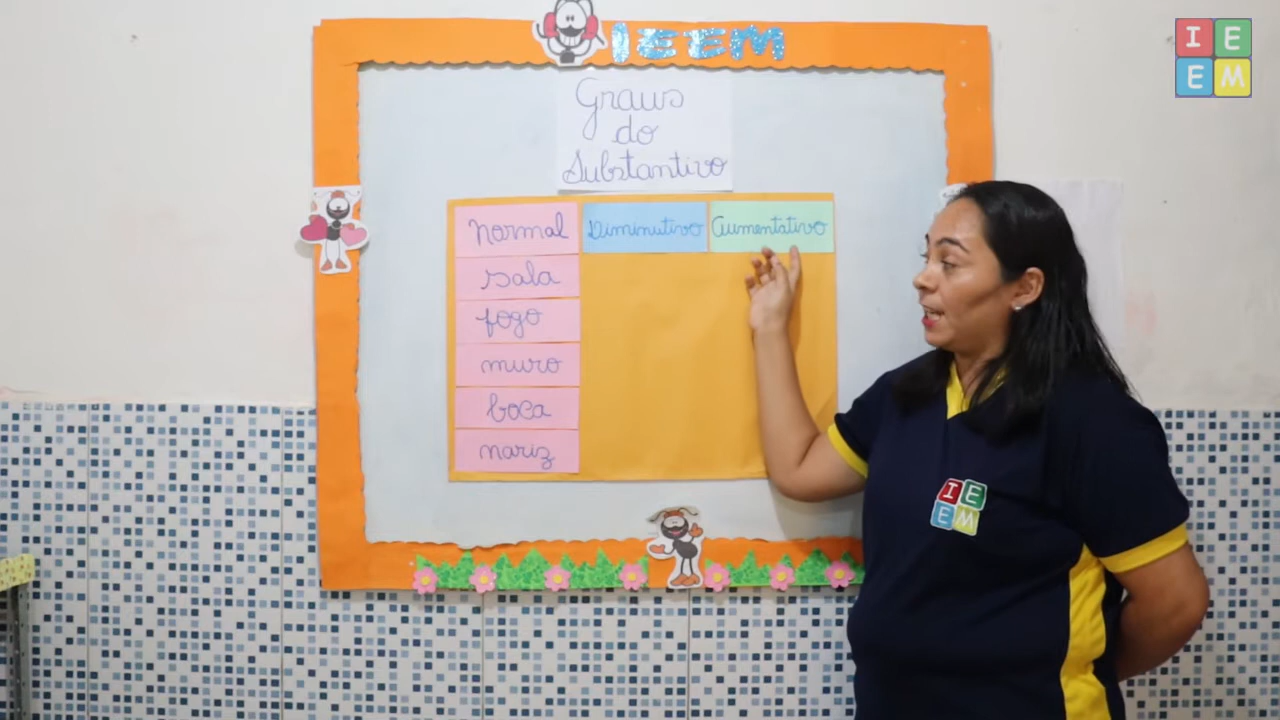 IEEM
Graus
do
Substantivo
normal Diminutivo Aumentativo
sala
fogo
muro
boca
nariz
I E
E M
I E
E M